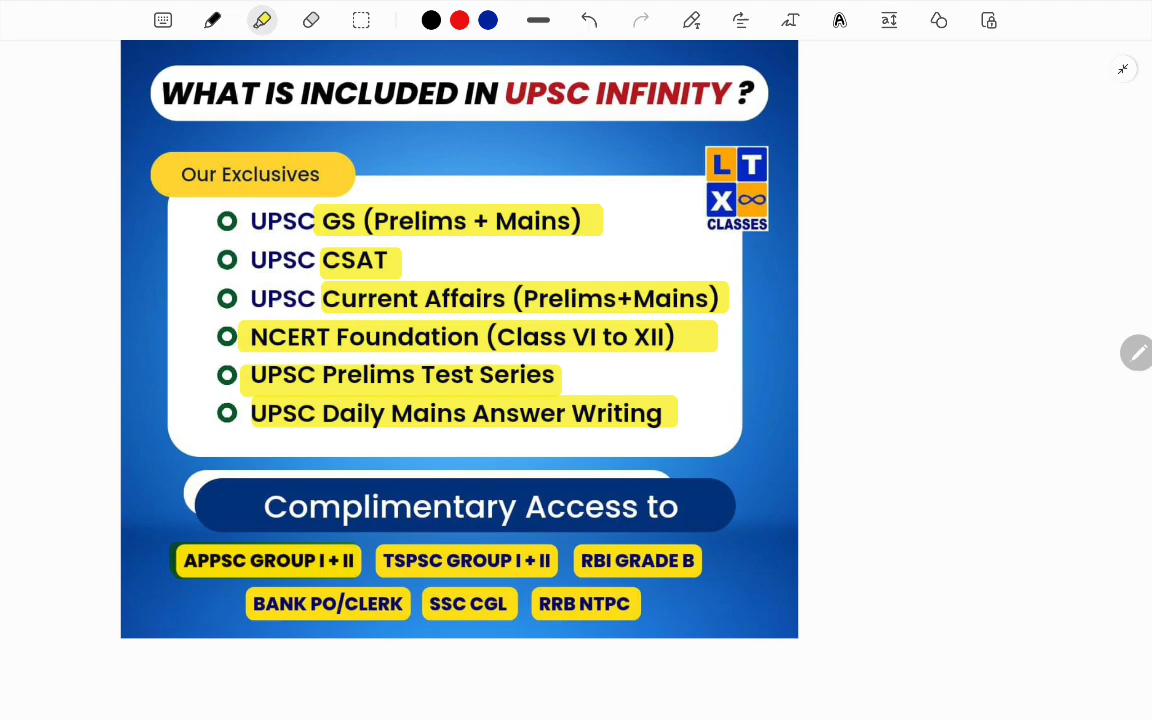 WHAT IS INCLUDED IN UPSC INFINITY ?
Our Exclusives
L T
X ∞
CLASSES
UPSC GS (Prelims + Mains)
UPSC CSAT
UPSC Current Affairs (Prelims+Mains)
NCERT Foundation (Class VI to XII)
UPSC Prelims Test Series
UPSC Daily Mains Answer Writing
Complimentary Access to
APPSC GROUP I + II TSPSC GROUP I + II RBI GRADE B
BANK PO/CLERK SSC CGL RRB NTPC